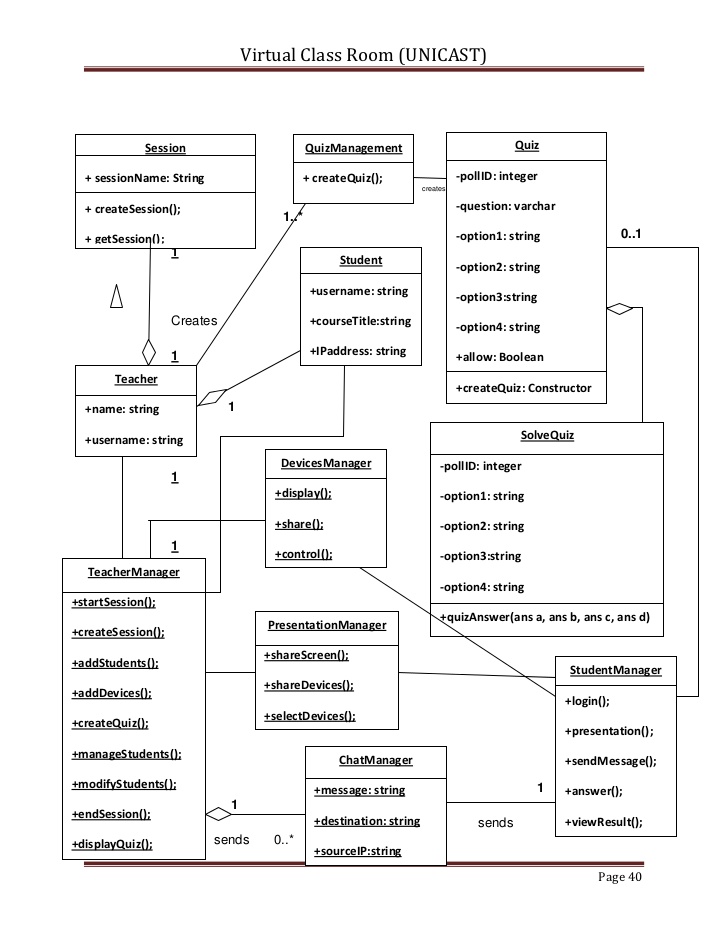 Virtual Class Room (UNICAST)
Session
+ sessionName: String
+ createSession();
+ getSession();
1
QuizManagement
+ createQuiz();
creates
1..*
Quiz
-pollID: integer
-question: varchar
-option1: string
-option2: string
-option3:string
-option4: string
+allow: Boolean
+createQuiz: Constructor
0..1
Student
+username: string
+courseTitle:string
+IPaddress: string
Creates
1
Teacher
+name: string
+username: string
1
1
SolveQuiz
-pollID: integer
-option1: string
-option2: string
-option3:string
-option4: string
+quizAnswer(ans a, ans b, ans c, ans d)
DevicesManager
+display();
+share();
+control();
1
TeacherManager
+startSession();
+createSession();
+addStudents();
+addDevices();
+createQuiz();
+manageStudents();
+modifyStudents();
+endSession();
+displayQuiz();
PresentationManager
+shareScreen();
+shareDevices();
+selectDevices();
StudentManager
+login();
+presentation();
+sendMessage();
+answer();
+viewResult();
ChatManager
+message: string
+destination: string
+sourceIP:string
1
sends
0..*
1
sends
Page 40